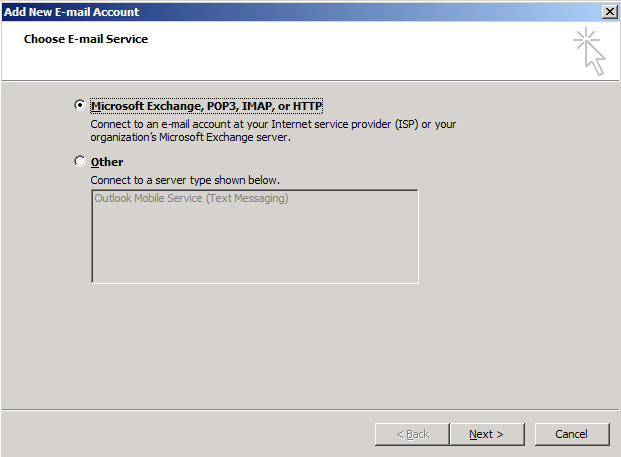 Add New E-mail Account
Choose E-mail Service
Microsoft Exchange, POP3, IMAP, or HTTP
Connect to an e-mail account at your Internet service provider (ISP) or your
organization's Microsoft Exchange server.
Other
Connect to a server type shown below.
Outlook Mobile Service (Text Messaging)
< Back
Next >
Cancel